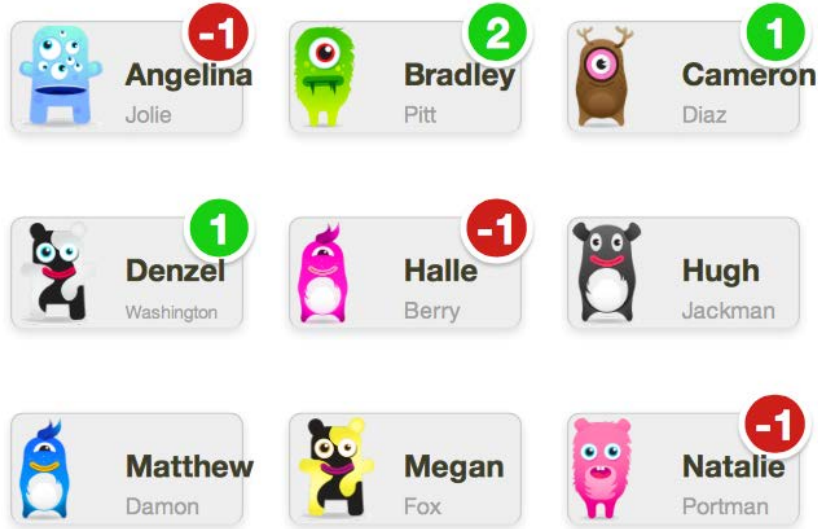 -1
Angelina
Jolie
2
Bradley
Pitt
1
Cameron
Diaz
1
Denzel
Washington
-1
Halle
Berry
Hugh
Jackman
Matthew
Damon
Megan
Fox
-1
Natalie
Portman